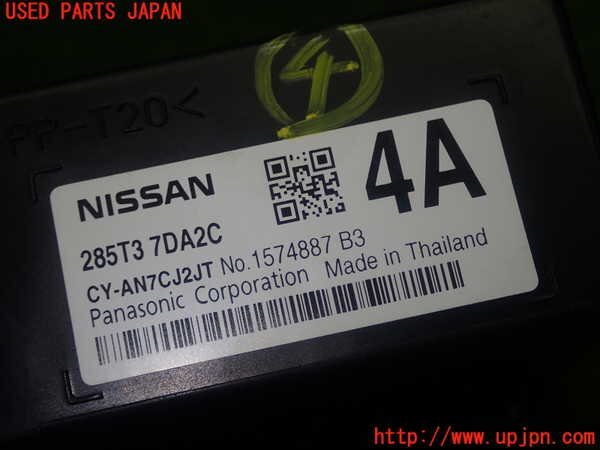 USED PARTS JAPAN
4
PP-T20<
NISSAN
4A
285T3 7DA2C
CY-AN7CJ2JT No.1574887 B3
Panasonic Corporation Made in Thailand
UPJ http://www.upjpn.com